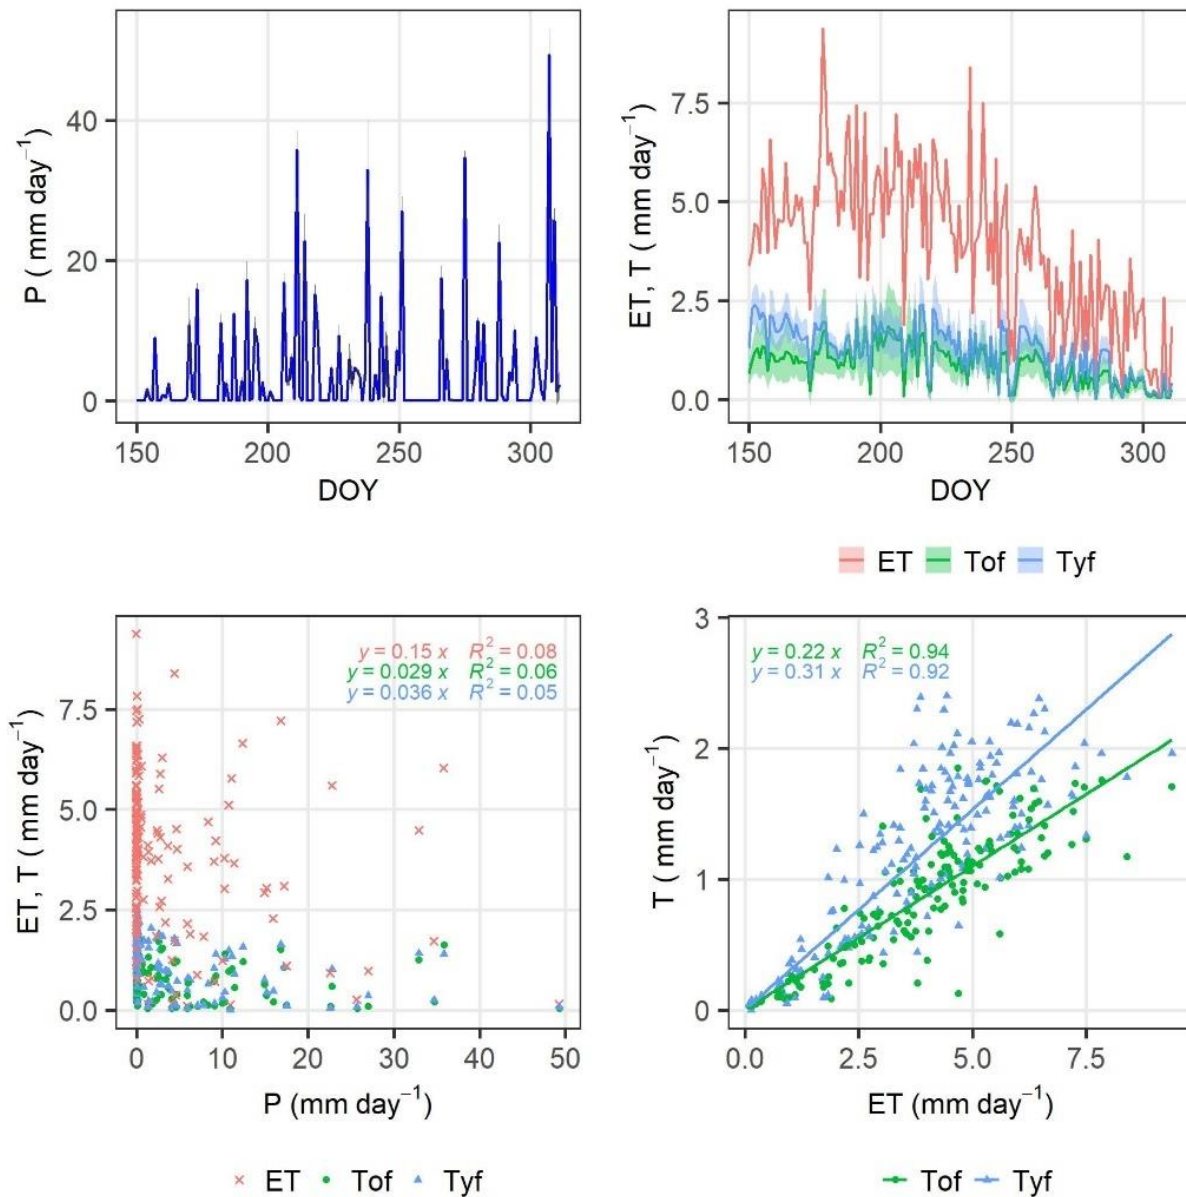 40
20
0
P ( mm day⁻¹)
150 200 250 300
DOY
7.5
5.0
2.5
0.0
ET, T ( mm day⁻¹)
150 200 250 300
DOY
ET Tof Tyf
y = 0.15 x R² = 0.08
y = 0.029 x R² = 0.06
y = 0.036 x R² = 0.05
7.5
5.0
2.5
0.0
ET, T ( mm day⁻¹)
0 10 20 30 40 50
P (mm day⁻¹)
ET Tof Tyf
y = 0.22 x R² = 0.94
y = 0.31 x R² = 0.92
3
2
1
0
T ( mm day⁻¹)
0.0 2.5 5.0 7.5
ET (mm day⁻¹)
Tof Tyf